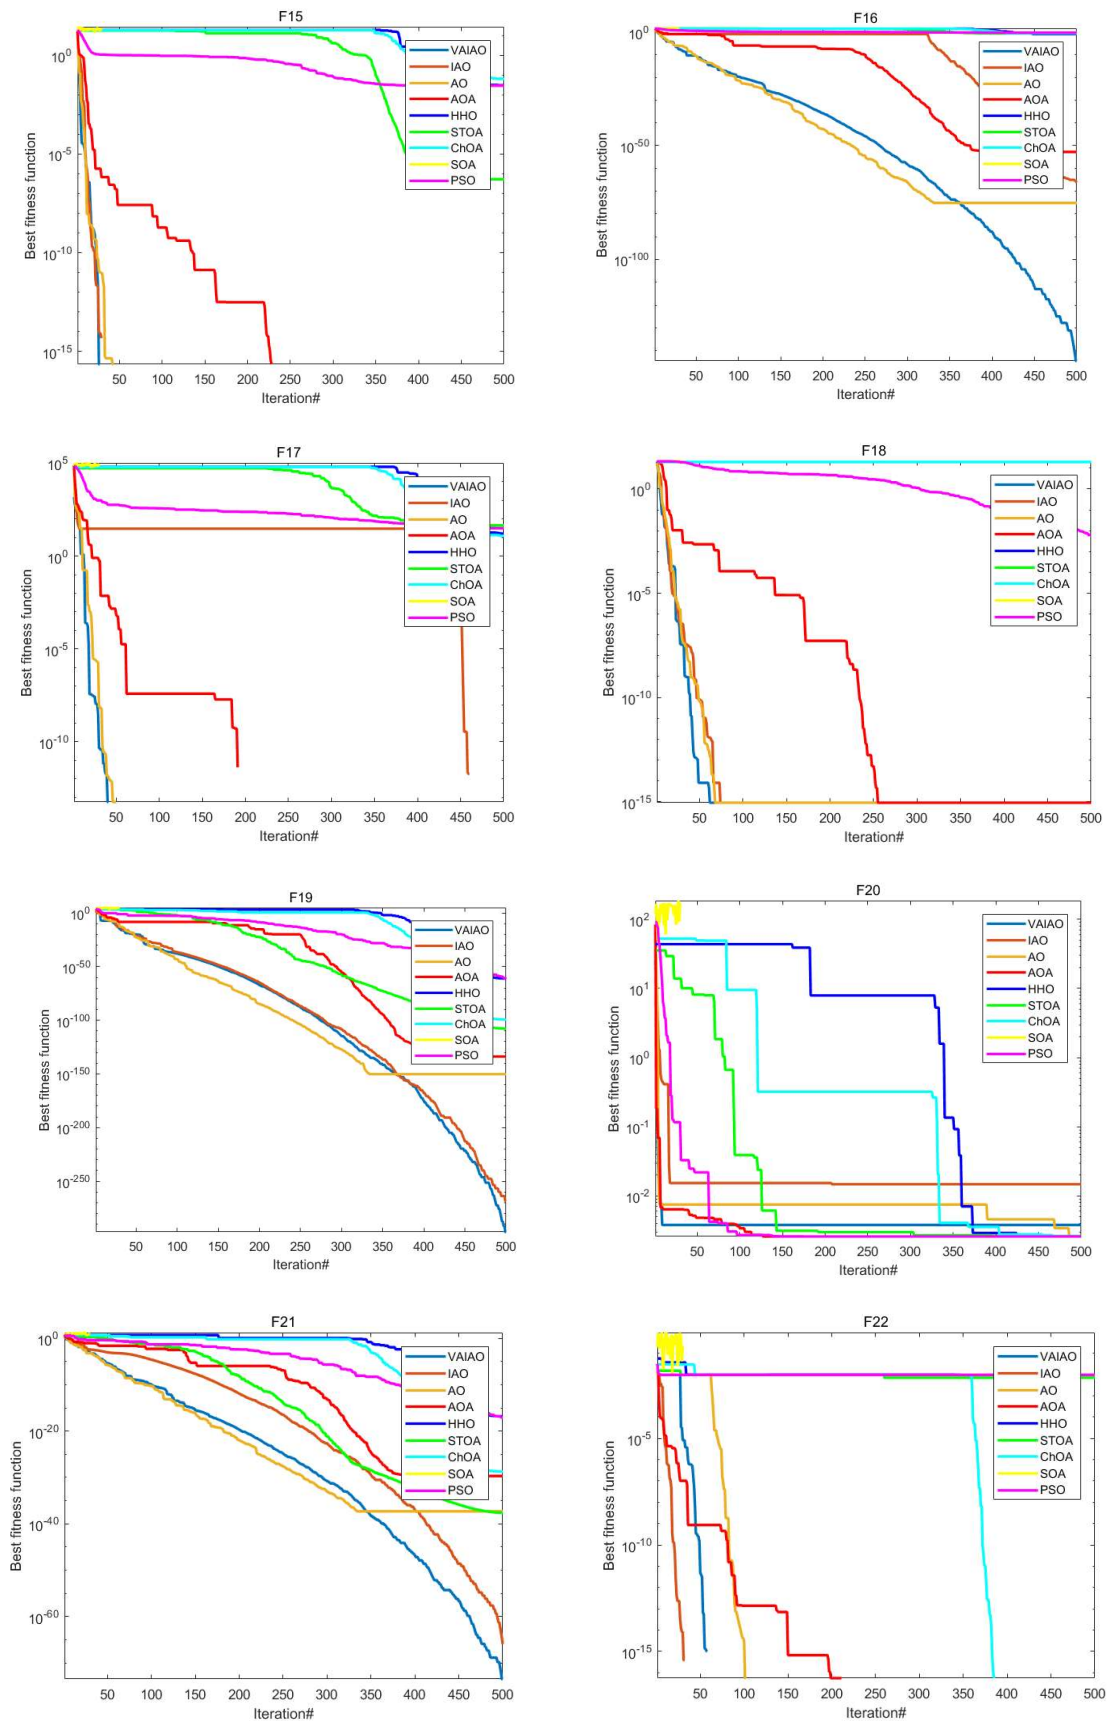 F15
Best fitness function
10^0
10^-5
10^-10
10^-15
50 100 150 200 250 300 350 400 450 500
Iteration#
VAIAO
IAO
AO
AOA
HHO
STOA
ChOA
SOA
PSO
F16
Best fitness function
10^0
10^-50
10^-100
50 100 150 200 250 300 350 400 450 500
Iteration#
VAIAO
IAO
AO
AOA
HHO
STOA
ChOA
SOA
PSO
F17
Best fitness function
10^5
10^0
10^-5
10^-10
50 100 150 200 250 300 350 400 450 500
Iteration#
VAIAO
IAO
AO
AOA
HHO
STOA
ChOA
SOA
PSO
F18
Best fitness function
10^0
10^-5
10^-10
10^-15
50 100 150 200 250 300 350 400 450 500
Iteration#
VAIAO
IAO
AO
AOA
HHO
STOA
ChOA
SOA
PSO
F19
Best fitness function
10^0
10^-50
10^-100
10^-150
10^-200
10^-250
50 100 150 200 250 300 350 400 450 500
Iteration#
VAIAO
IAO
AO
AOA
HHO
STOA
ChOA
SOA
PSO
F20
Best fitness function
10^2
10^1
10^0
10^-1
10^-2
50 100 150 200 250 300 350 400 450 500
Iteration#
VAIAO
IAO
AO
AOA
HHO
STOA
ChOA
SOA
PSO
F21
Best fitness function
10^0
10^-20
10^-40
10^-60
50 100 150 200 250 300 350 400 450 500
Iteration#
VAIAO
IAO
AO
AOA
HHO
STOA
ChOA
SOA
PSO
F22
Best fitness function
10^-5
10^-10
10^-15
50 100 150 200 250 300 350 400 450 500
Iteration#
VAIAO
IAO
AO
AOA
HHO
STOA
ChOA
SOA
PSO